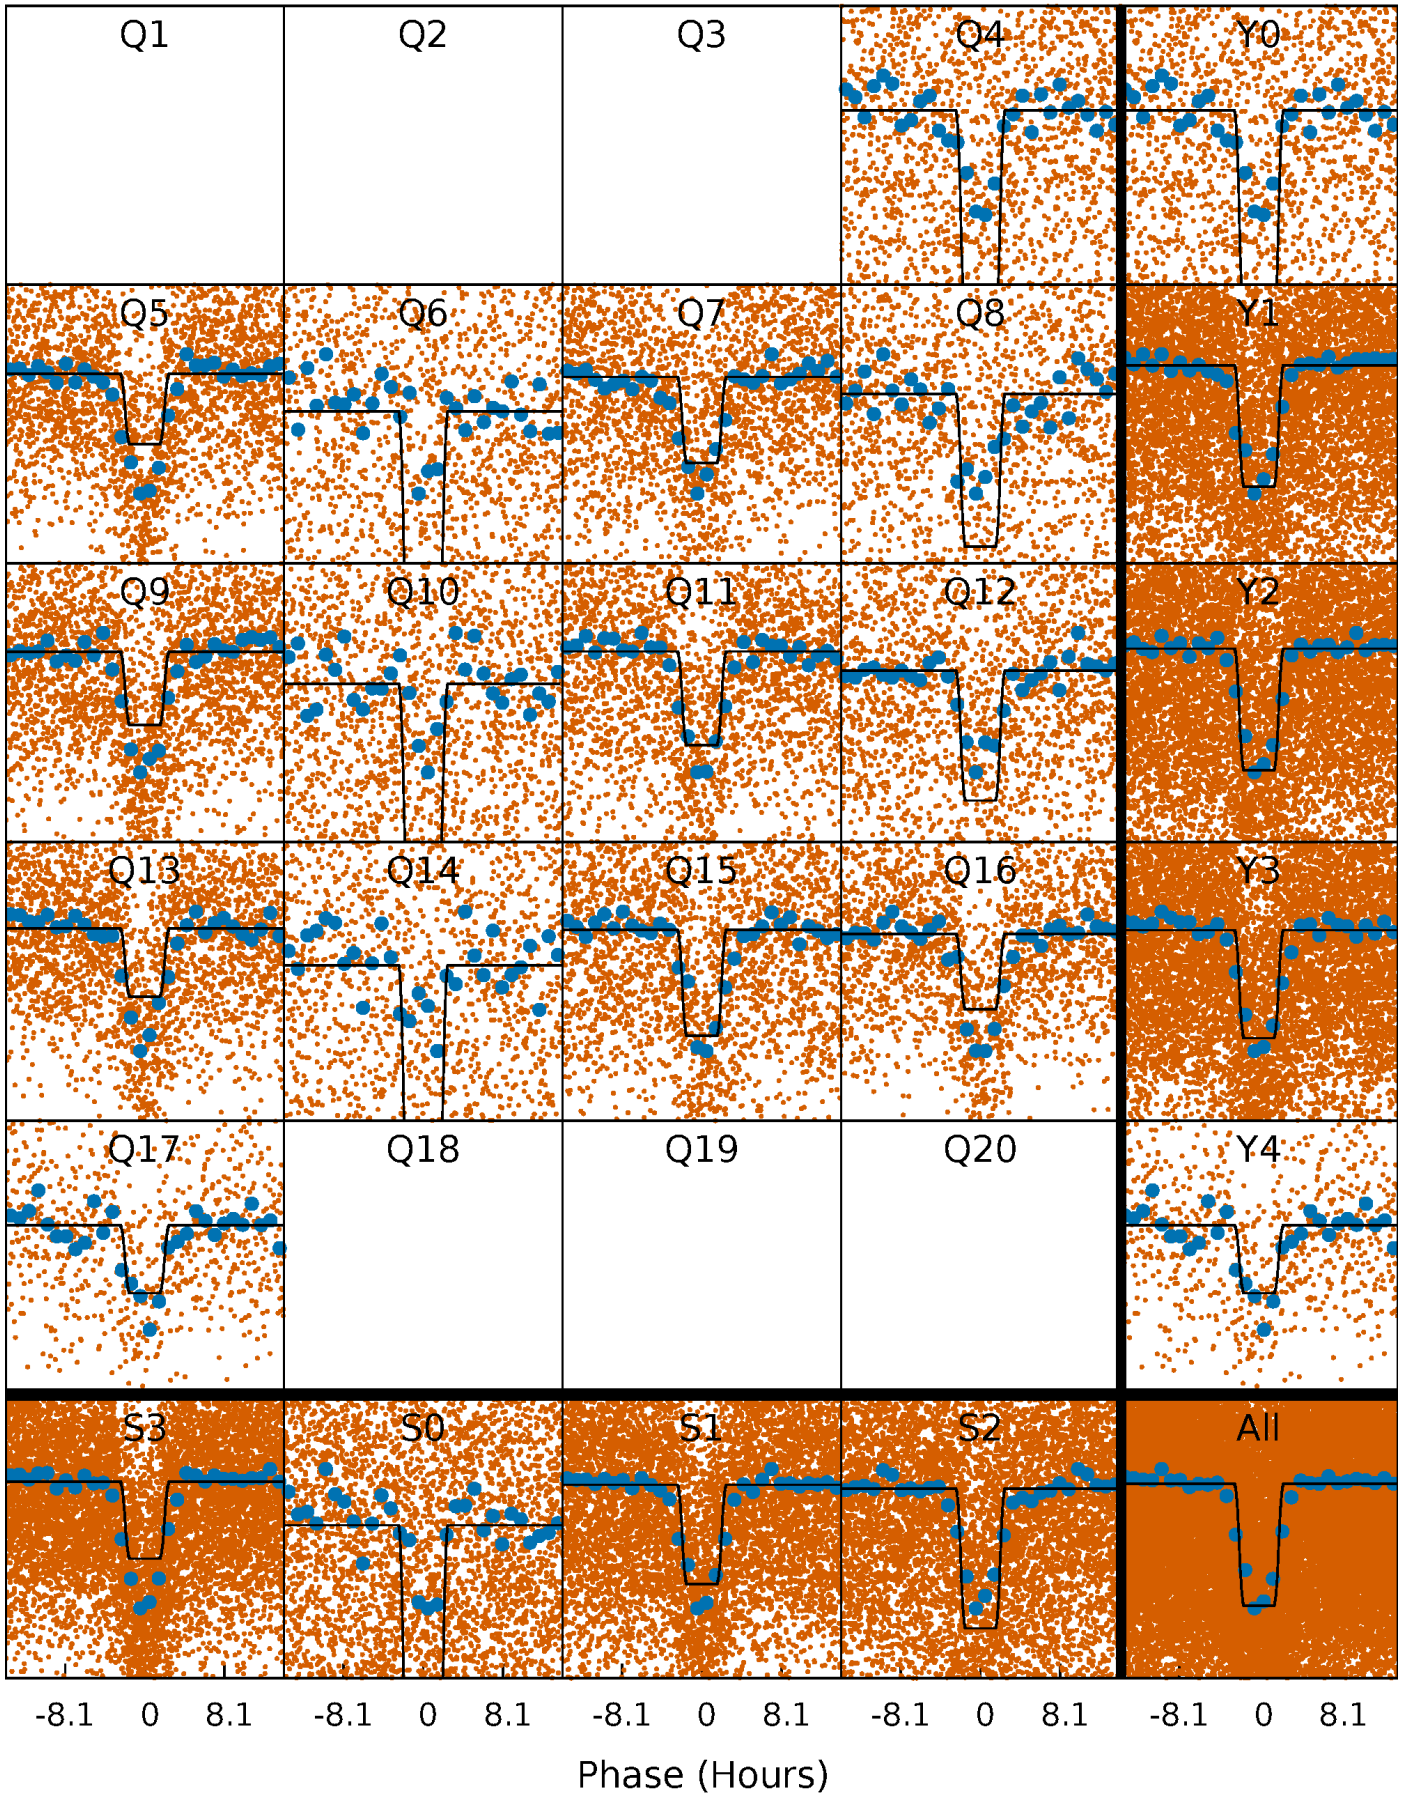 Q1 Q2 Q3 Q4 Y0
Q5 Q6 Q7 Q8 Y1
Q9 Q10 Q11 Q12 Y2
Q13 Q14 Q15 Q16 Y3
Q17 Q18 Q19 Q20 Y4
S3 S0 S1 S2 All
-8.1 0 8.1 -8.1 0 8.1 -8.1 0 8.1 -8.1 0 8.1 -8.1 0 8.1
Phase (Hours)